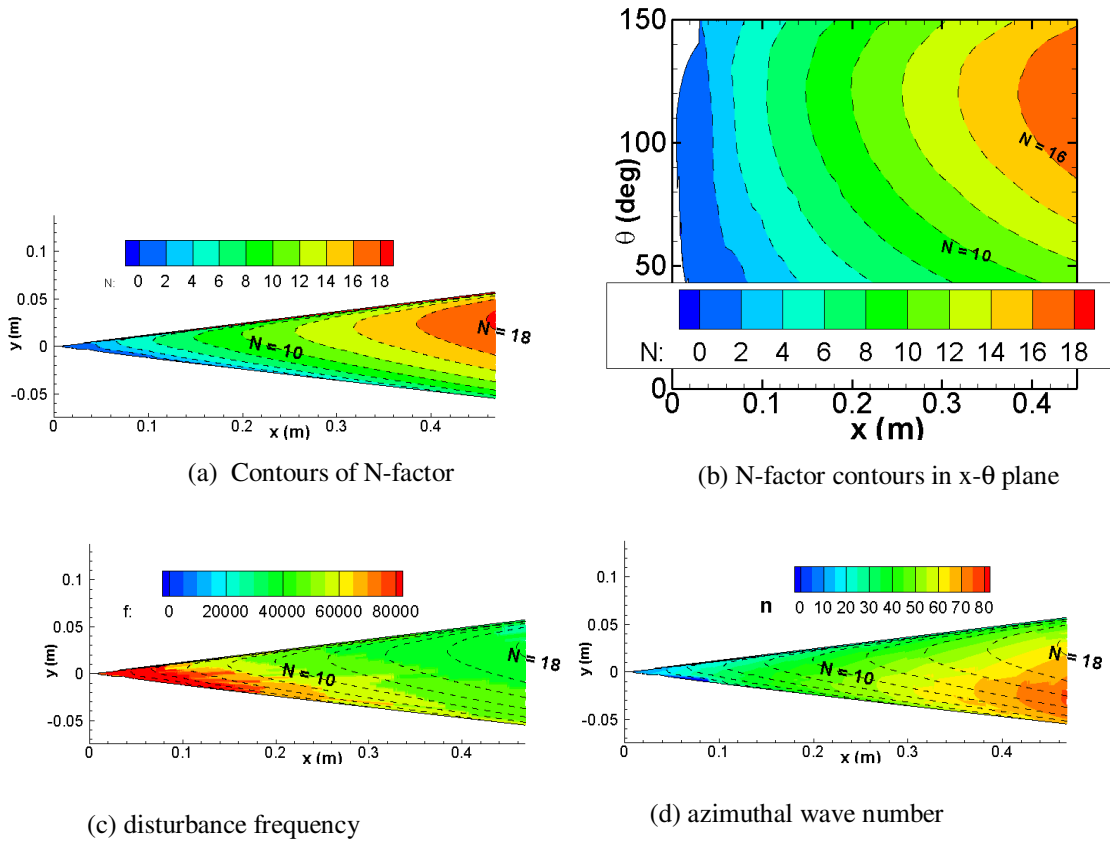 150
100
50
0
θ (deg)
N = 16
N = 10
N: 0 2 4 6 8 10 12 14 16 18
0 0.1 0.2 0.3 0.4
x (m)
(b) N-factor contours in x-θ plane
0.1
0.05
0
-0.05
y (m)
N: 0 2 4 6 8 10 12 14 16 18
N = 10
N = 18
0 0.1 0.2 0.3 0.4
x (m)
(a) Contours of N-factor
0.1
0.05
0
-0.05
y (m)
f: 0 20000 40000 60000 80000
N = 10
N = 18
0 0.1 0.2 0.3 0.4
x (m)
(c) disturbance frequency
0.1
0.05
0
-0.05
y (m)
n 0 10 20 30 40 50 60 70 80
N = 10
N = 18
0 0.1 0.2 0.3 0.4
x (m)
(d) azimuthal wave number